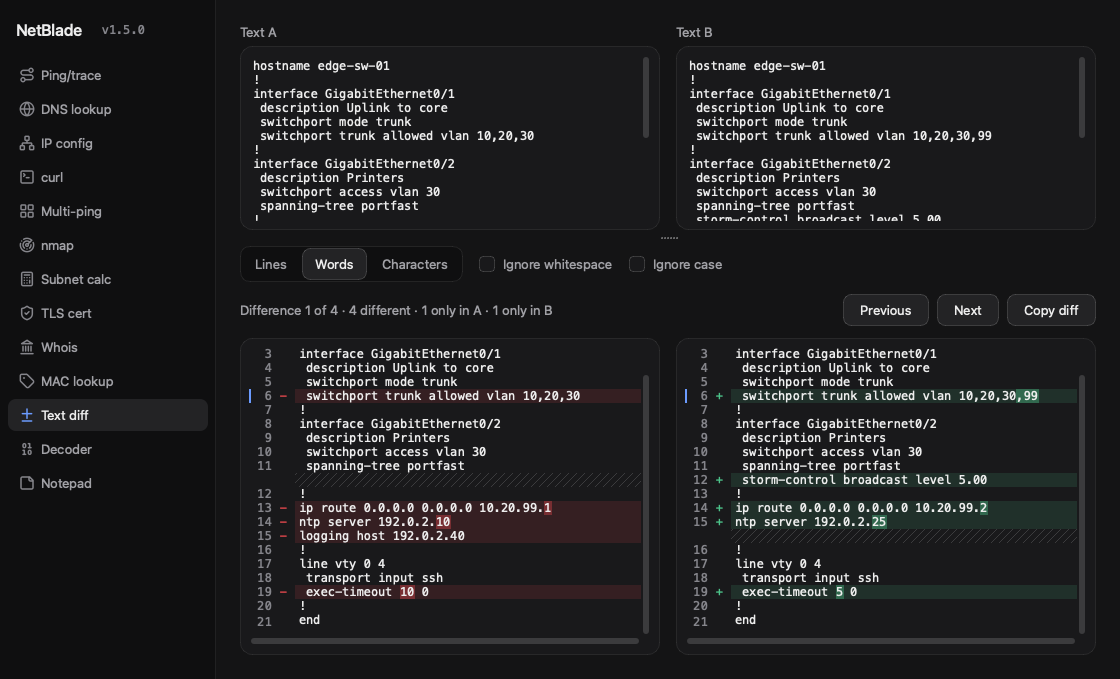 NetBlade v1.5.0
Ping/trace
DNS lookup
IP config
curl
Multi-ping
nmap
Subnet calc
TLS cert
Whois
MAC lookup
Text diff
Decoder
Notepad
Text A
hostname edge-sw-01
!
interface GigabitEthernet0/1
 description Uplink to core
 switchport mode trunk
 switchport trunk allowed vlan 10,20,30
!
interface GigabitEthernet0/2
 description Printers
 switchport access vlan 30
 spanning-tree portfast
!
Text B
hostname edge-sw-01
!
interface GigabitEthernet0/1
 description Uplink to core
 switchport mode trunk
 switchport trunk allowed vlan 10,20,30,99
!
interface GigabitEthernet0/2
 description Printers
 switchport access vlan 30
 spanning-tree portfast
 storm-control broadcast level 5.00
Lines Words Characters Ignore whitespace Ignore case
Difference 1 of 4 · 4 different · 1 only in A · 1 only in B
Previous Next Copy diff
3 interface GigabitEthernet0/1
4 description Uplink to core
5 switchport mode trunk
6 − switchport trunk allowed vlan 10,20,30
7 !
8 interface GigabitEthernet0/2
9 description Printers
10 switchport access vlan 30
11 spanning-tree portfast
12 !
13 − ip route 0.0.0.0 0.0.0.0 10.20.99.1
14 − ntp server 192.0.2.10
15 − logging host 192.0.2.40
16 !
17 line vty 0 4
18 transport input ssh
19 − exec-timeout 10 0
20 !
21 end
3 interface GigabitEthernet0/1
4 description Uplink to core
5 switchport mode trunk
6 + switchport trunk allowed vlan 10,20,30,99
7 !
8 interface GigabitEthernet0/2
9 description Printers
10 switchport access vlan 30
11 spanning-tree portfast
12 + storm-control broadcast level 5.00
13 !
14 + ip route 0.0.0.0 0.0.0.0 10.20.99.2
15 + ntp server 192.0.2.25
16 !
17 line vty 0 4
18 transport input ssh
19 + exec-timeout 5 0
20 !
21 end